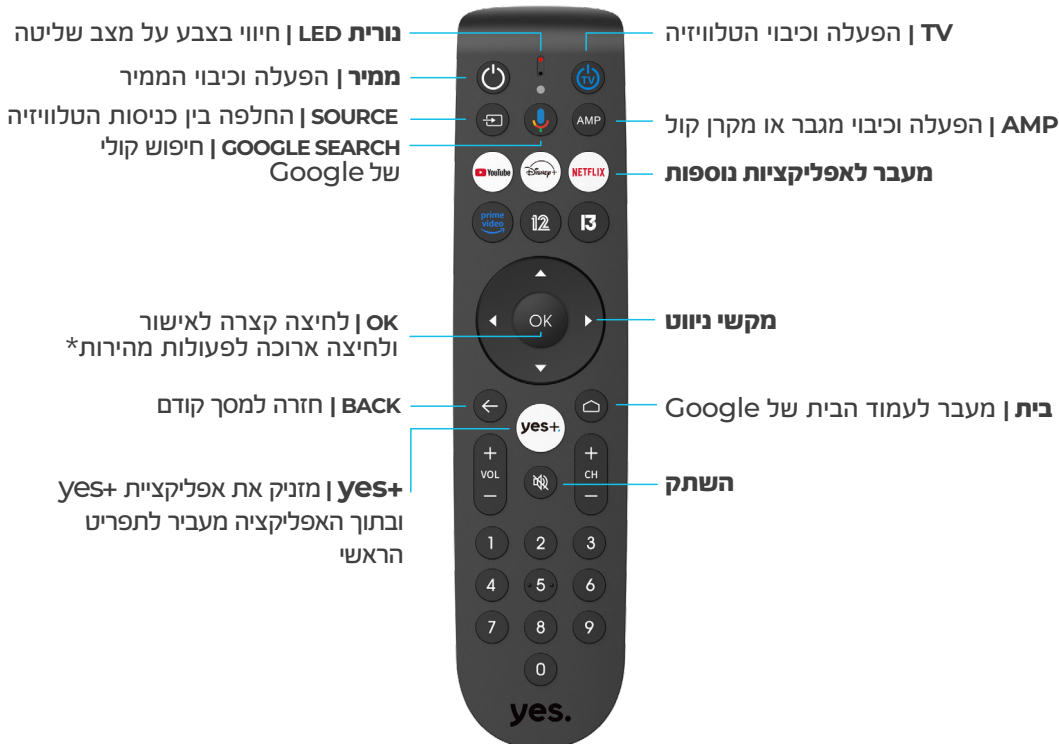 נורית LED | חיווי בצבע על מצב שליטה
TV | הפעלה וכיבוי הטלוויזיה
ממיר | הפעלה וכיבוי הממיר
TV
SOURCE | החלפה בין כניסות הטלוויזיה
AMP
AMP | הפעלה וכיבוי מגבר או מקרן קול
GOOGLE SEARCH | חיפוש קולי
של Google
YouTube
Disney+
NETFLIX
מעבר לאפליקציות נוספות
prime
video
12
13
OK | לחיצה קצרה לאישור
ולחיצה ארוכה לפעולות מהירות*
OK
מקשי ניווט
BACK | חזרה למסך קודם
בית | מעבר לעמוד הבית של Google
yes+
+
VOL
−
+
CH
−
השתק
yes+ | מזניק את אפליקציית yes+
ובתוך האפליקציה מעביר לתפריט
הראשי
1 2 3
4 5 6
7 8 9
0
yes.